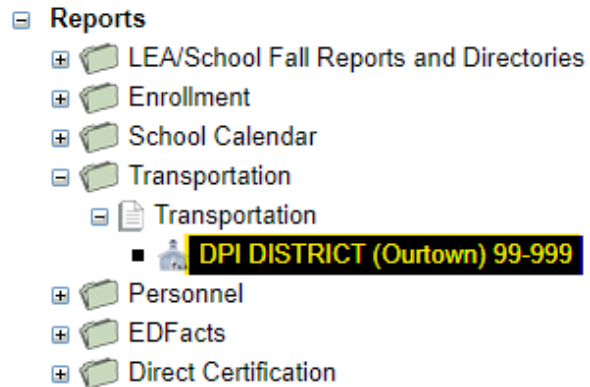 Reports
LEA/School Fall Reports and Directories
Enrollment
School Calendar
Transportation
Transportation
DPI DISTRICT (Ourtown) 99-999
Personnel
EDFacts
Direct Certification